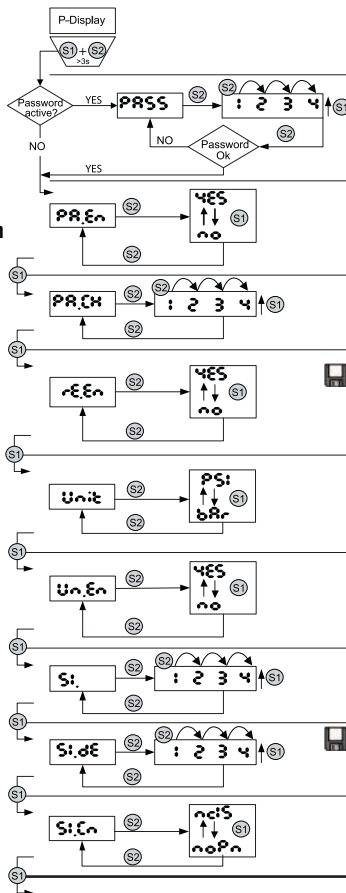 P-Display
S1 + S2
>3s
Password
active?
YES
PASS
S2
S2
1 2 3 4
S1
S2
NO
Password
Ok
NO
YES
n
PA.En
S2
YES
S1
no
S2
S1
PA.CH
S2
S2
1 2 3 4
S1
S2
S1
rE.En
S2
YES
S1
no
S2
S1
Unit
S2
PSI
S1
bAr
S2
S1
Un.En
S2
YES
S1
no
S2
S1
S1.
S2
S2
1 2 3 4
S1
S2
S1
S1.dE
S2
S2
1 2 3 4
S1
S2
S1
S1.Cn
S2
nclS
S1
noPn
S2
S1